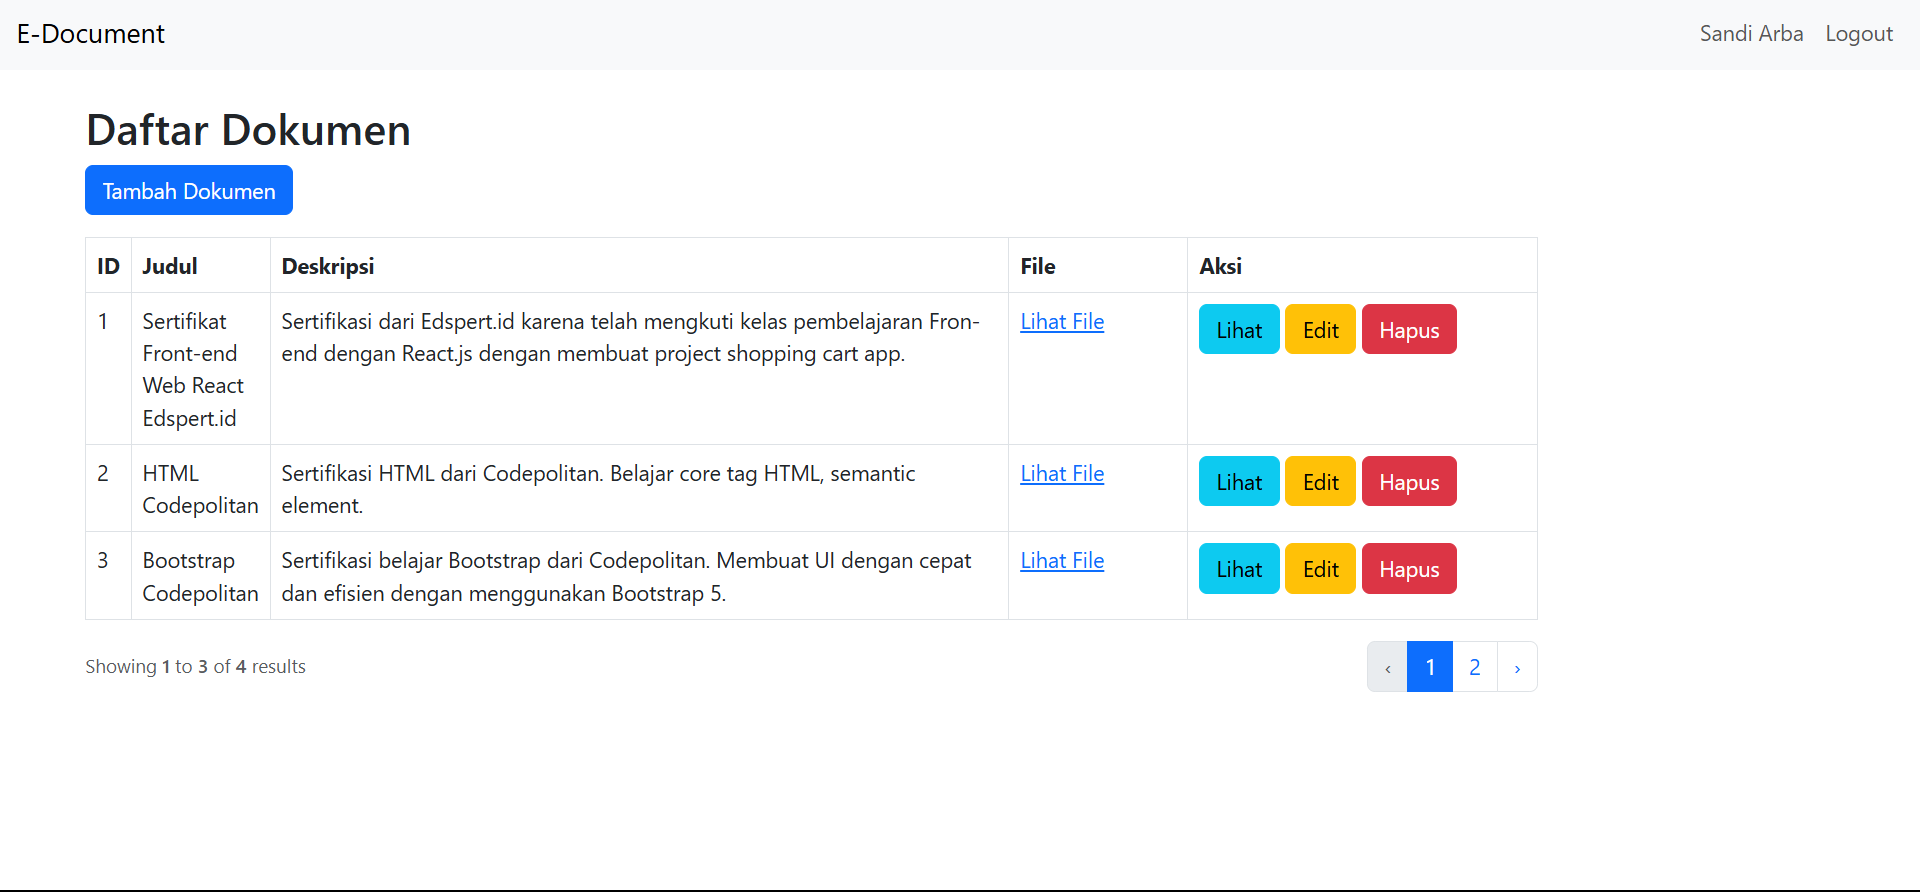 E-Document
Sandi Arba Logout
Daftar Dokumen
Tambah Dokumen
ID Judul Deskripsi File Aksi
1 Sertifikat Front-end Web React Edspert.id
Sertifikasi dari Edspert.id karena telah mengkuti kelas pembelajaran Fron-
end dengan React.js dengan membuat project shopping cart app.
Lihat File
Lihat Edit Hapus
2 HTML Codepolitan
Sertifikasi HTML dari Codepolitan. Belajar core tag HTML, semantic
element.
Lihat File
Lihat Edit Hapus
3 Bootstrap Codepolitan
Sertifikasi belajar Bootstrap dari Codepolitan. Membuat UI dengan cepat
dan efisien dengan menggunakan Bootstrap 5.
Lihat File
Lihat Edit Hapus
Showing 1 to 3 of 4 results
‹ 1 2 ›